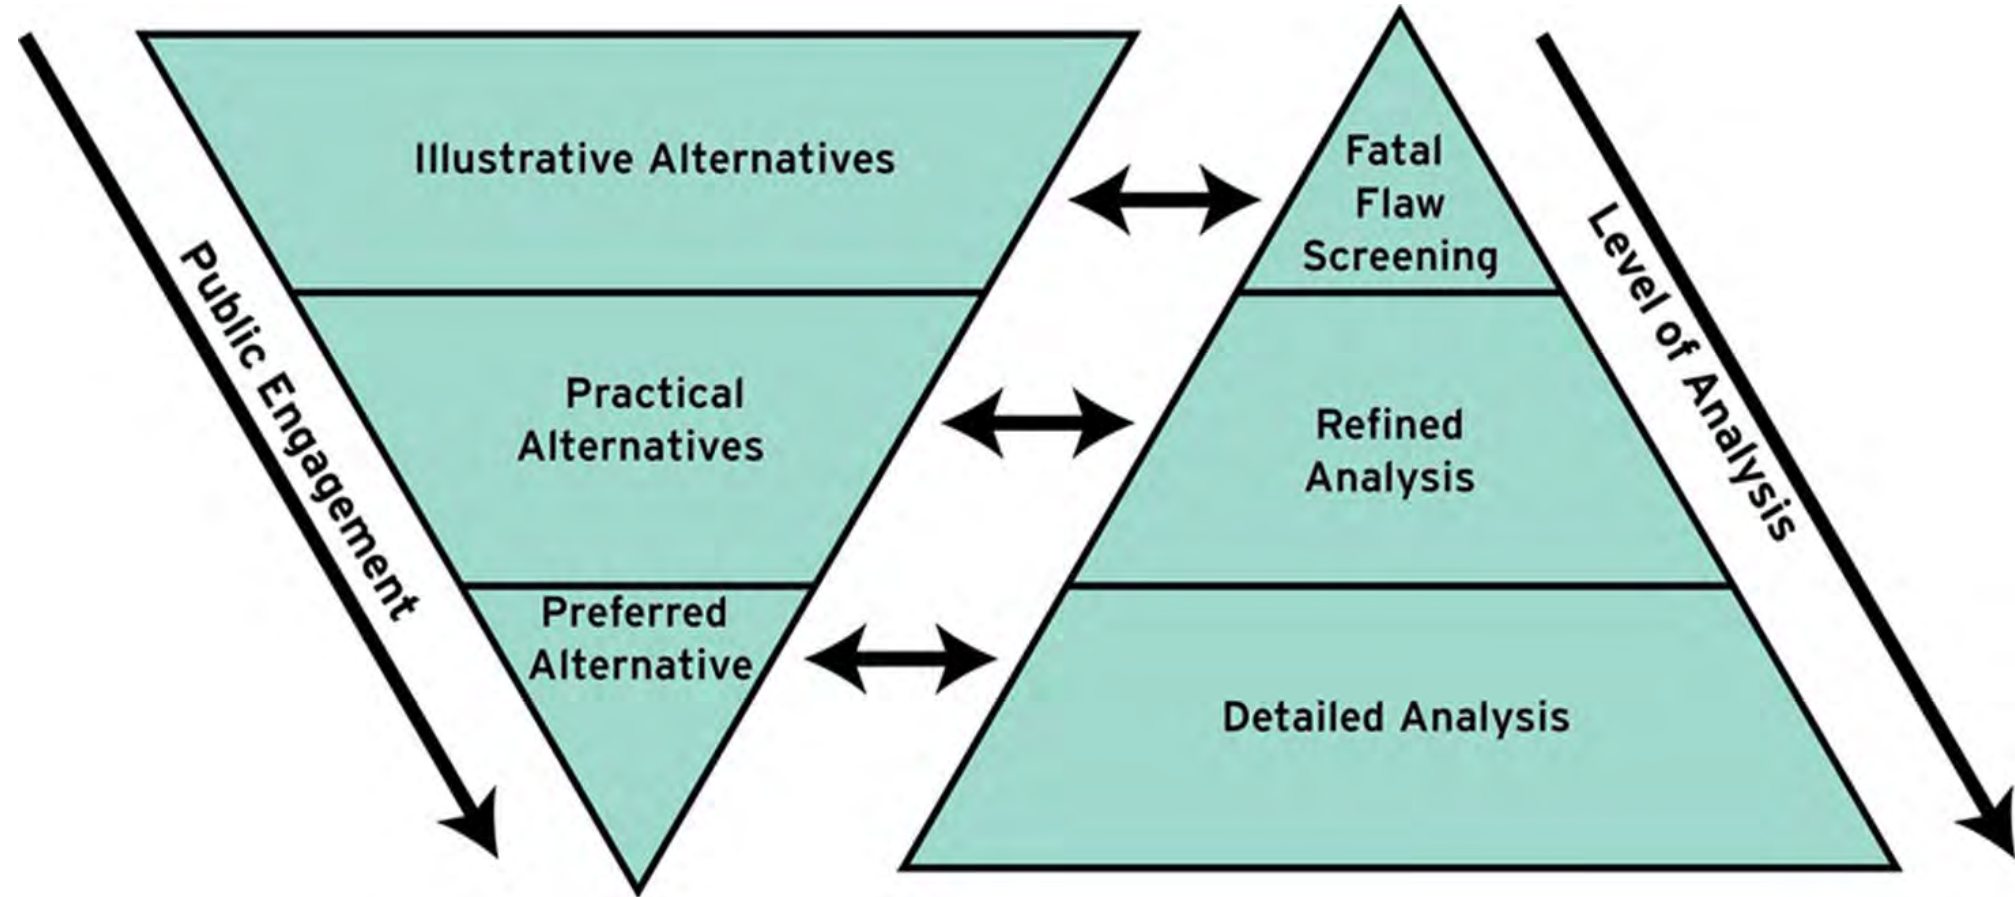 Illustrative Alternatives
Practical
Alternatives
Preferred
Alternative
Public Engagement
Fatal
Flaw
Screening
Refined
Analysis
Detailed Analysis
Level of Analysis